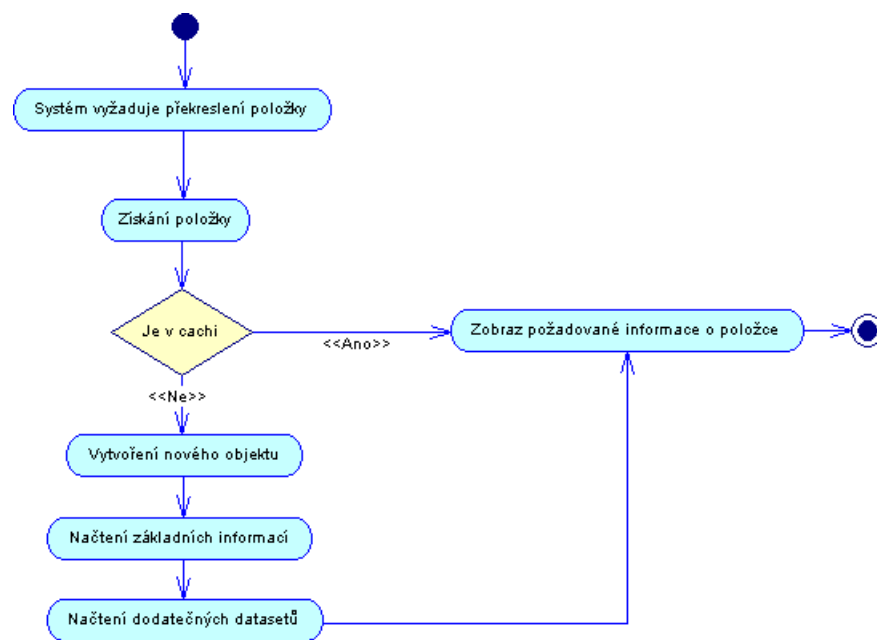 Systém vyžaduje překreslení položky
Získání položky
Je v cachi
<<Ano>>
Zobraz požadované informace o položce
<<Ne>>
Vytvoření nového objektu
Načtení základních informací
Načtení dodatečných datasetů